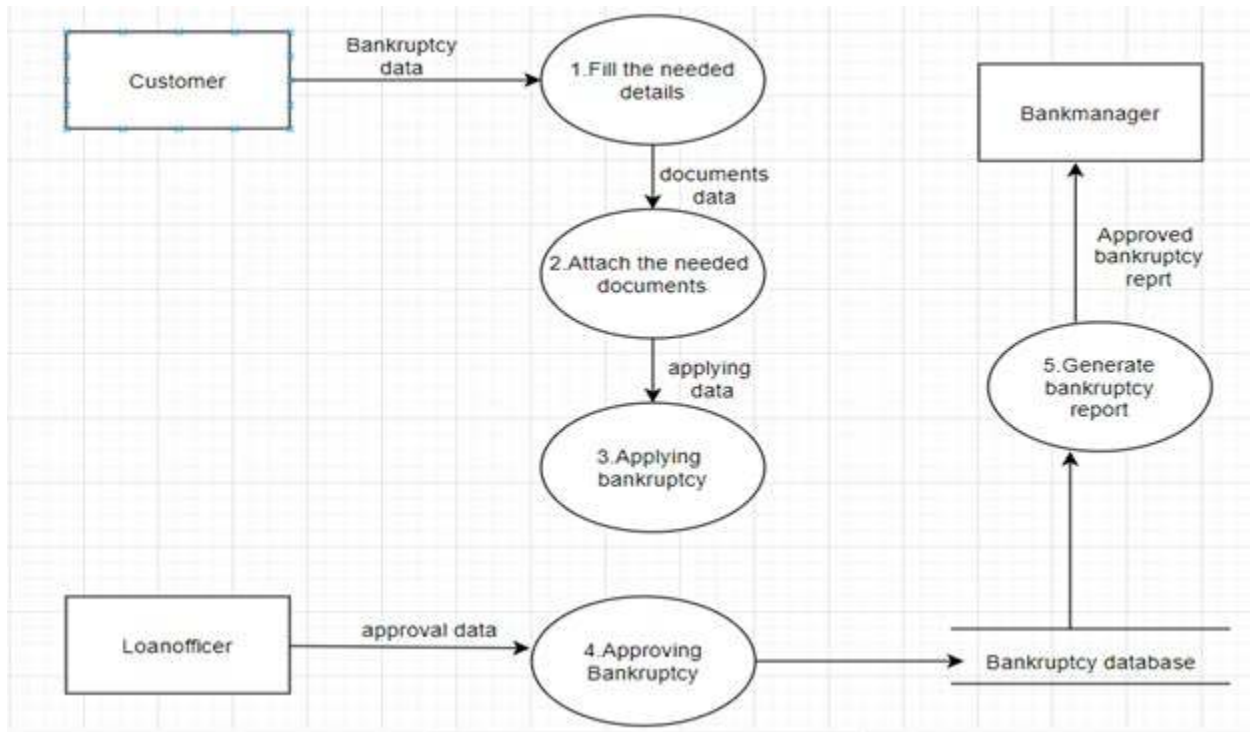 Customer
Bankruptcy
data
1.Fill the needed
details
Bankmanager
documents
data
2.Attach the needed
documents
Approved
bankruptcy
reprt
applying
data
5.Generate
bankruptcy
report
3.Applying
bankruptcy
Loanofficer
approval data
4.Approving
Bankruptcy
Bankruptcy database